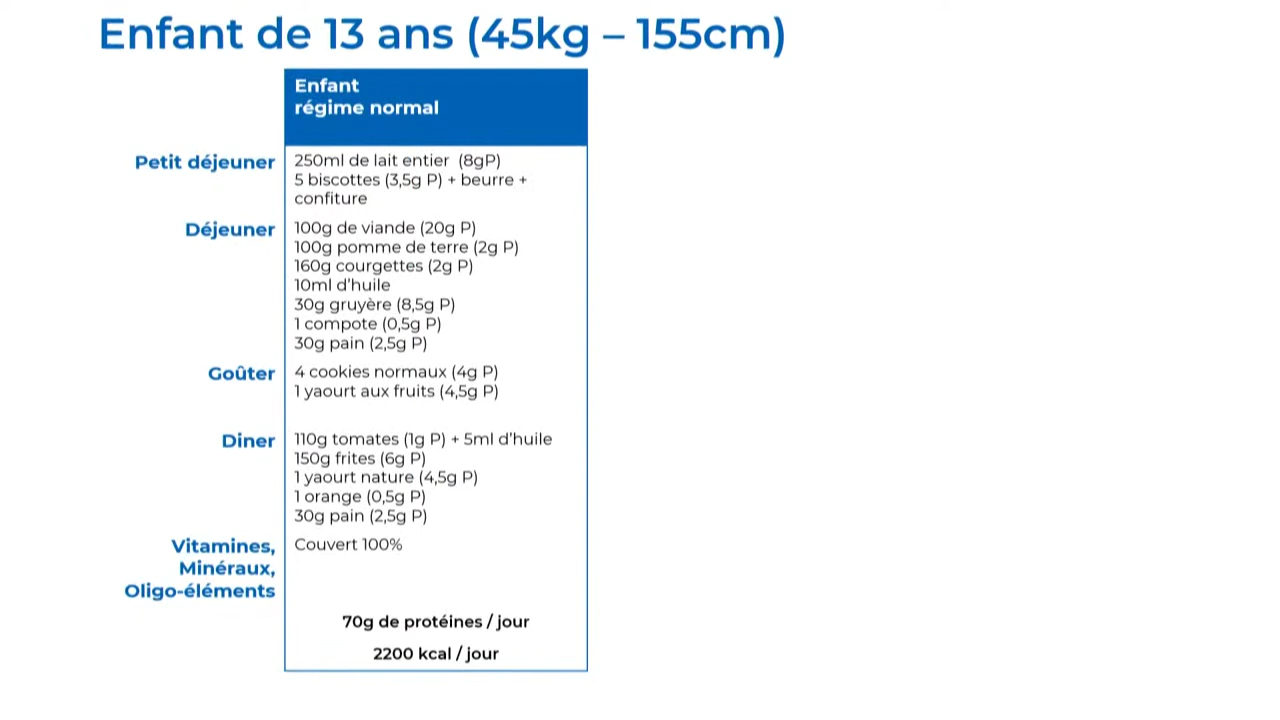 Enfant de 13 ans (45kg – 155cm)
Enfant
régime normal
Petit déjeuner
250ml de lait entier  (8gP)
5 biscottes (3,5g P) + beurre +
confiture
Déjeuner
100g de viande (20g P)
100g pomme de terre (2g P)
160g courgettes (2g P)
10ml d'huile
30g gruyère (8,5g P)
1 compote (0,5g P)
30g pain (2,5g P)
Goûter
4 cookies normaux (4g P)
1 yaourt aux fruits (4,5g P)
Diner
110g tomates (1g P) + 5ml d'huile
150g frites (6g P)
1 yaourt nature (4,5g P)
1 orange (0,5g P)
30g pain (2,5g P)
Vitamines,
Minéraux,
Oligo-éléments
Couvert 100%
70g de protéines / jour
2200 kcal / jour